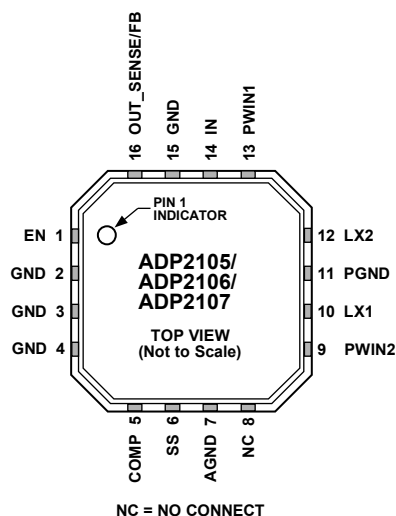 16 OUT_SENSE/FB
15 GND
14 IN
13 PWIN1
PIN 1
INDICATOR
EN 1
GND 2
GND 3
GND 4
ADP2105/
ADP2106/
ADP2107
TOP VIEW
(Not to Scale)
12 LX2
11 PGND
10 LX1
9 PWIN2
COMP 5
SS 6
AGND 7
NC 8
NC = NO CONNECT